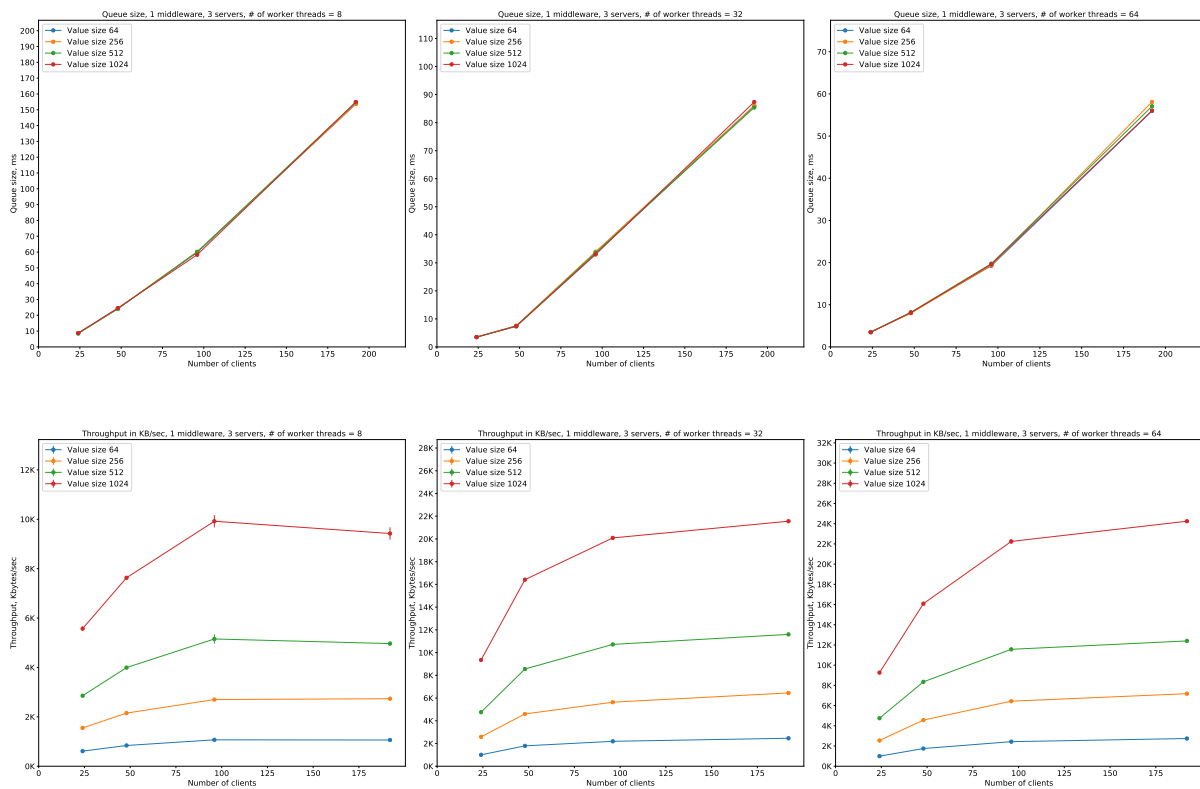 Queue size, 1 middleware, 3 servers, # of worker threads = 8
Value size 64
Value size 256
Value size 512
Value size 1024
Queue size, ms
200
190
180
170
160
150
140
130
120
110
100
90
80
70
60
50
40
30
20
10
0
0 25 50 75 100 125 150 175 200
Number of clients
Queue size, 1 middleware, 3 servers, # of worker threads = 32
Value size 64
Value size 256
Value size 512
Value size 1024
Queue size, ms
110
100
90
80
70
60
50
40
30
20
10
0
0 25 50 75 100 125 150 175 200
Number of clients
Queue size, 1 middleware, 3 servers, # of worker threads = 64
Value size 64
Value size 256
Value size 512
Value size 1024
Queue size, ms
70
60
50
40
30
20
10
0
0 25 50 75 100 125 150 175 200
Number of clients
Throughput in KB/sec, 1 middleware, 3 servers, # of worker threads = 8
Value size 64
Value size 256
Value size 512
Value size 1024
Throughput, Kbytes/sec
12K
10K
8K
6K
4K
2K
0K
0 25 50 75 100 125 150 175
Number of clients
Throughput in KB/sec, 1 middleware, 3 servers, # of worker threads = 32
Value size 64
Value size 256
Value size 512
Value size 1024
Throughput, Kbytes/sec
28K
26K
24K
22K
20K
18K
16K
14K
12K
10K
8K
6K
4K
2K
0K
0 25 50 75 100 125 150 175
Number of clients
Throughput in KB/sec, 1 middleware, 3 servers, # of worker threads = 64
Value size 64
Value size 256
Value size 512
Value size 1024
Throughput, Kbytes/sec
32K
30K
28K
26K
24K
22K
20K
18K
16K
14K
12K
10K
8K
6K
4K
2K
0K
0 25 50 75 100 125 150 175
Number of clients